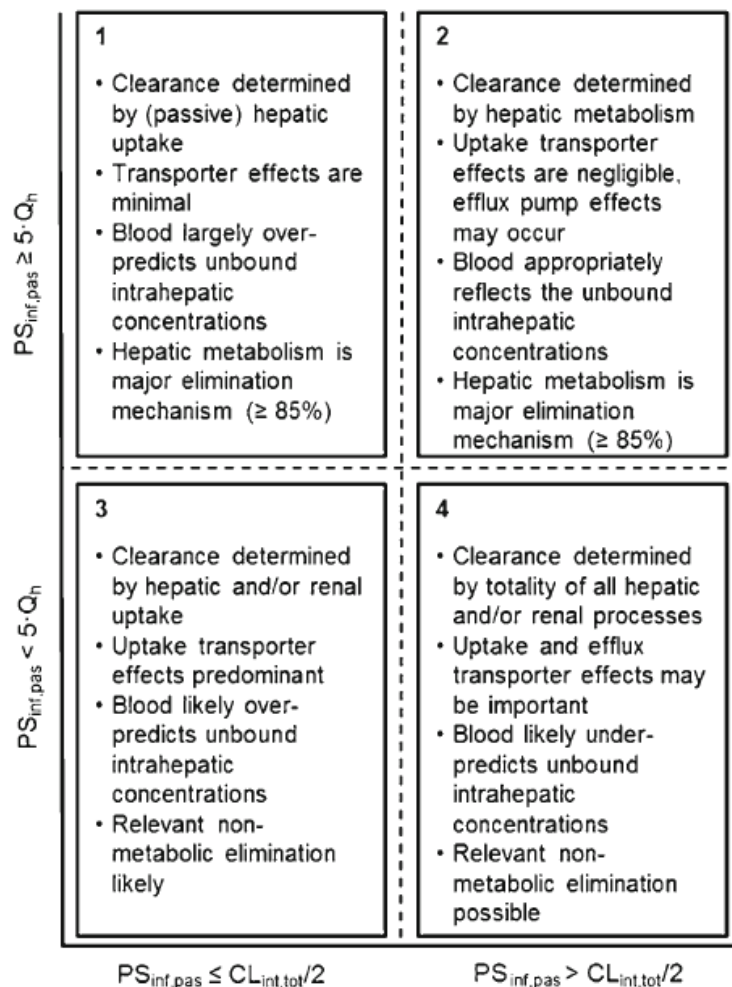 1
• Clearance determined
by (passive) hepatic
uptake
• Transporter effects are
minimal
• Blood largely over-
predicts unbound
intrahepatic
concentrations
• Hepatic metabolism is
major elimination
mechanism (≥ 85%)
2
• Clearance determined
by hepatic metabolism
• Uptake transporter
effects are negligible,
efflux pump effects
may occur
• Blood appropriately
reflects the unbound
intrahepatic
concentrations
• Hepatic metabolism is
major elimination
mechanism (≥ 85%)
PSinf,pas ≥ 5·Qh
3
• Clearance determined
by hepatic and/or renal
uptake
• Uptake transporter
effects predominant
• Blood likely over-
predicts unbound
intrahepatic
concentrations
• Relevant non-
metabolic elimination
likely
4
• Clearance determined
by totality of all hepatic
and/or renal processes
• Uptake and efflux
transporter effects may
be important
• Blood likely under-
predicts unbound
intrahepatic
concentrations
• Relevant non-
metabolic elimination
possible
PSinf,pas < 5·Qh
PSinf,pas ≤ CLint,tot/2
PSinf,pas > CLint,tot/2